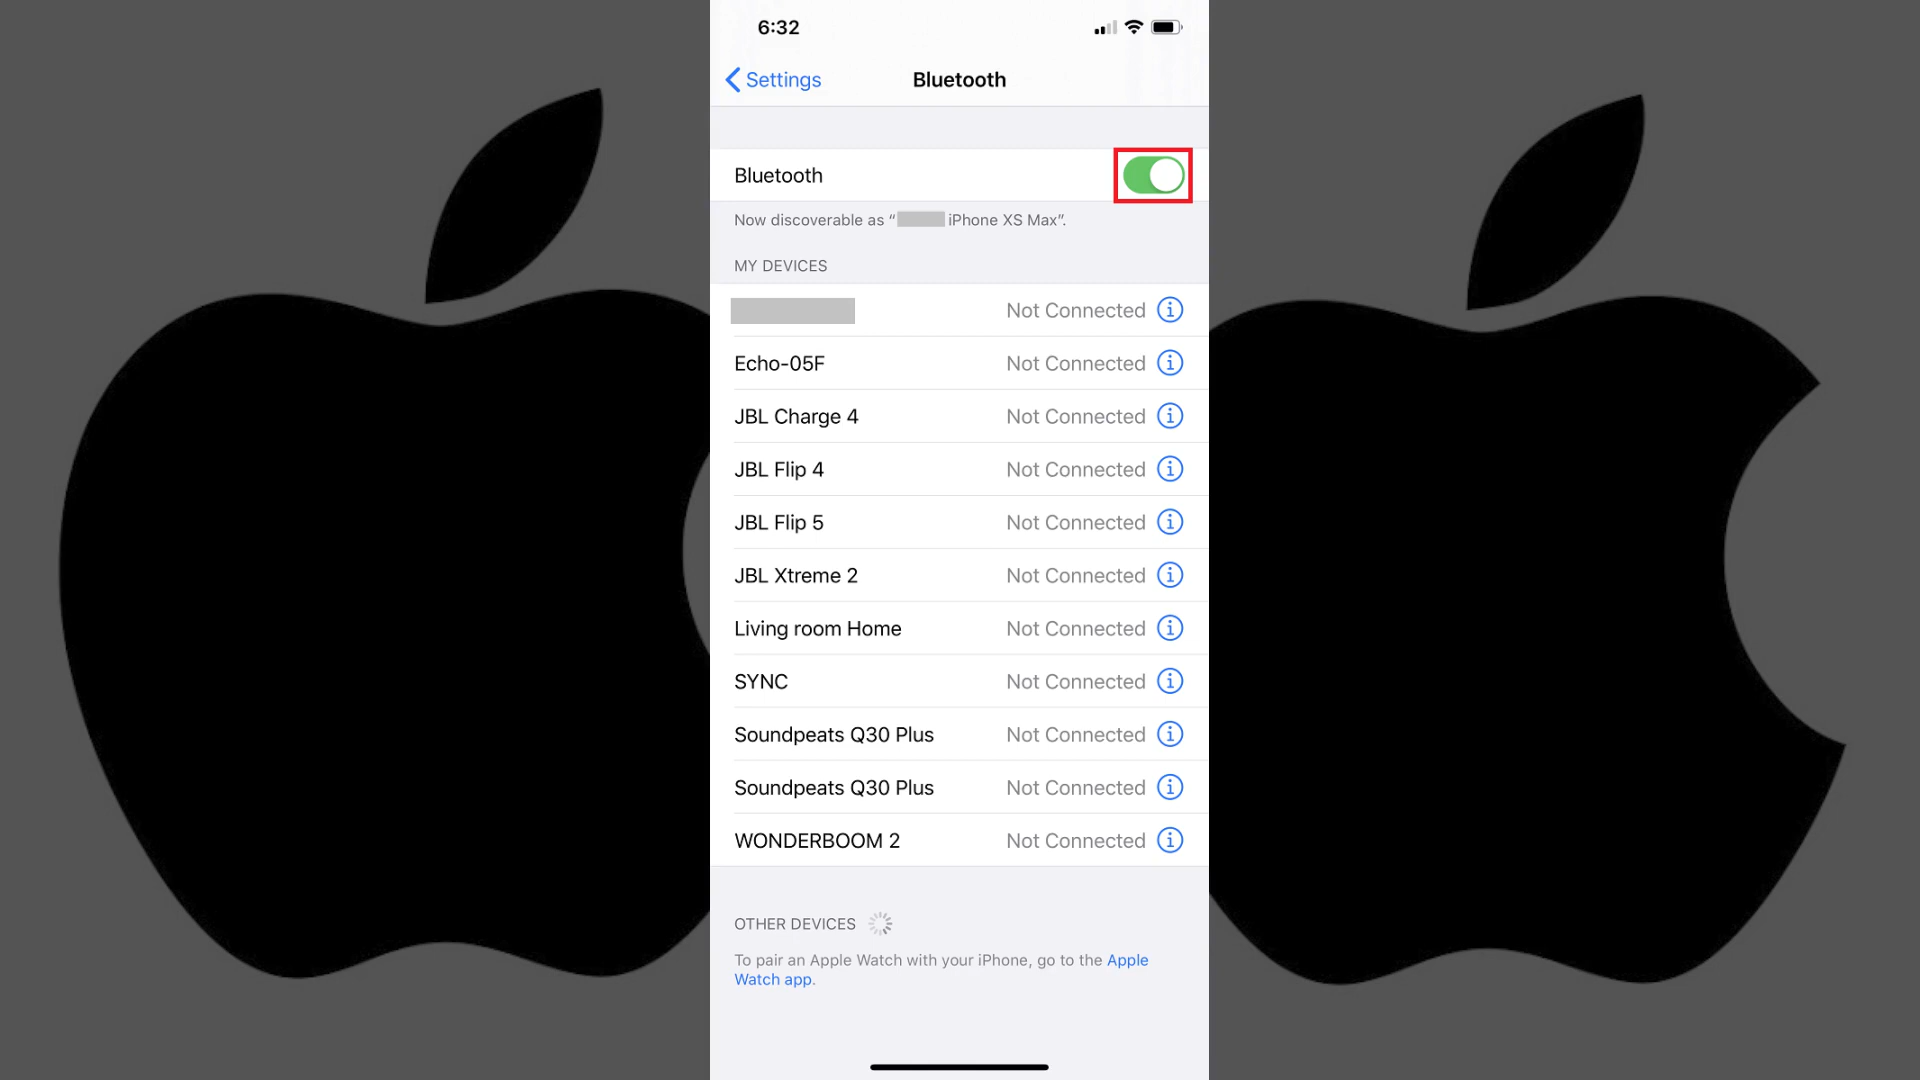 6:32
Settings
Bluetooth
Bluetooth
Now discoverable as “ iPhone XS Max”.
MY DEVICES
Not Connected
Echo-05F Not Connected
JBL Charge 4 Not Connected
JBL Flip 4 Not Connected
JBL Flip 5 Not Connected
JBL Xtreme 2 Not Connected
Living room Home Not Connected
SYNC Not Connected
Soundpeats Q30 Plus Not Connected
Soundpeats Q30 Plus Not Connected
WONDERBOOM 2 Not Connected
OTHER DEVICES
To pair an Apple Watch with your iPhone, go to the Apple
Watch app.